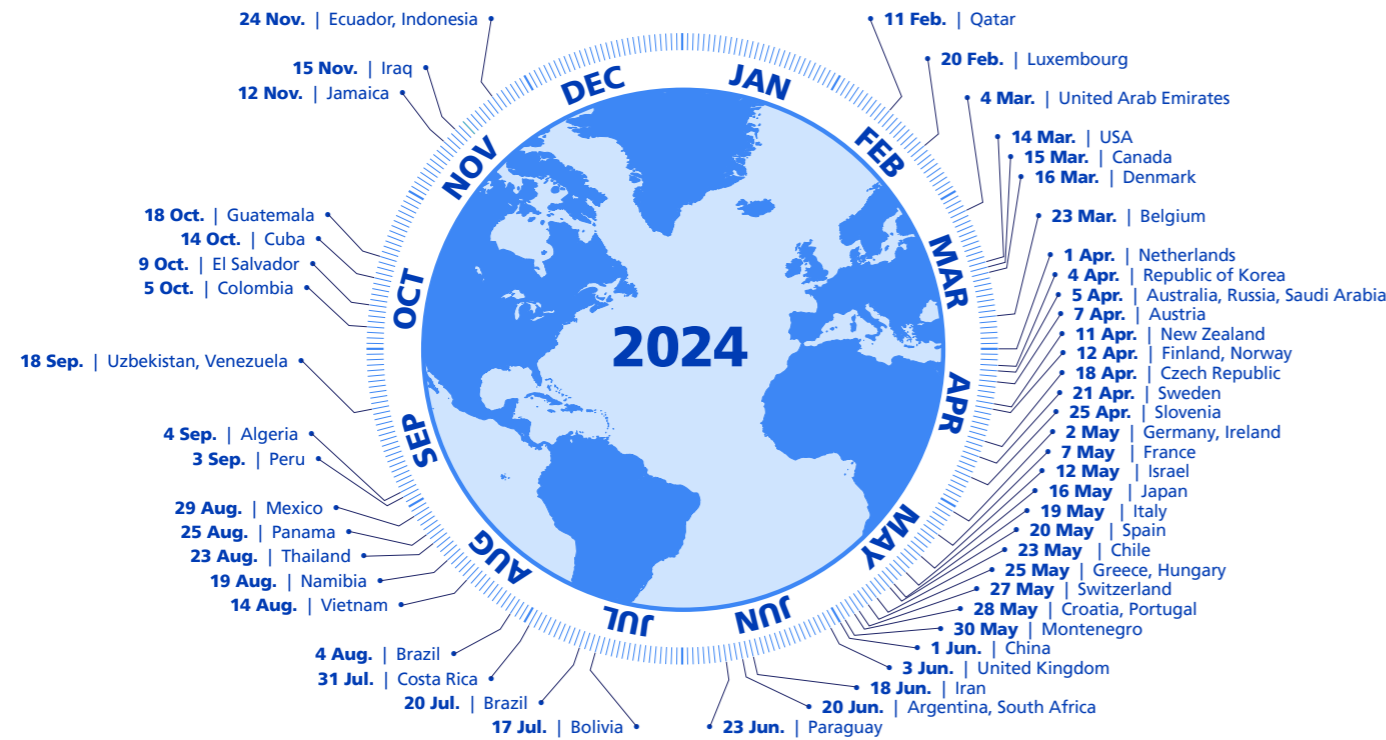 JAN
FEB
MAR
APR
MAY
JUN
JUL
AUG
SEP
OCT
NOV
DEC
2024
11 Feb. | Qatar
20 Feb. | Luxembourg
4 Mar. | United Arab Emirates
14 Mar. | USA
15 Mar. | Canada
16 Mar. | Denmark
23 Mar. | Belgium
1 Apr. | Netherlands
4 Apr. | Republic of Korea
5 Apr. | Australia, Russia, Saudi Arabia
7 Apr. | Austria
11 Apr. | New Zealand
12 Apr. | Finland, Norway
18 Apr. | Czech Republic
21 Apr. | Sweden
25 Apr. | Slovenia
2 May | Germany, Ireland
7 May | France
12 May | Israel
16 May | Japan
19 May | Italy
20 May | Spain
23 May | Chile
25 May | Greece, Hungary
27 May | Switzerland
28 May | Croatia, Portugal
30 May | Montenegro
1 Jun. | China
3 Jun. | United Kingdom
18 Jun. | Iran
20 Jun. | Argentina, South Africa
23 Jun. | Paraguay
17 Jul. | Bolivia
20 Jul. | Brazil
31 Jul. | Costa Rica
4 Aug. | Brazil
14 Aug. | Vietnam
19 Aug. | Namibia
23 Aug. | Thailand
25 Aug. | Panama
29 Aug. | Mexico
3 Sep. | Peru
4 Sep. | Algeria
18 Sep. | Uzbekistan, Venezuela
5 Oct. | Colombia
9 Oct. | El Salvador
14 Oct. | Cuba
18 Oct. | Guatemala
12 Nov. | Jamaica
15 Nov. | Iraq
24 Nov. | Ecuador, Indonesia